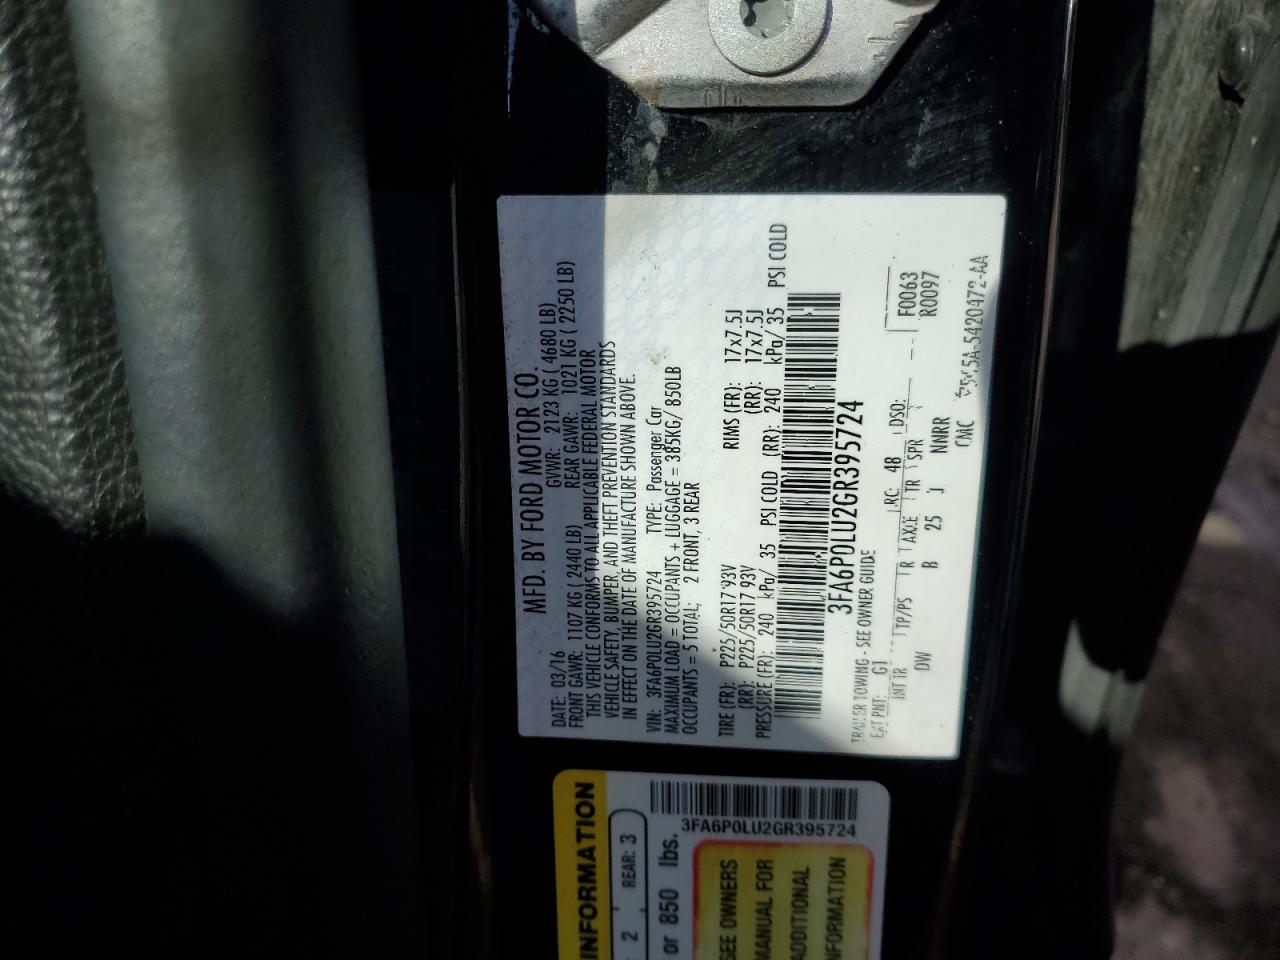 MFD. BY FORD MOTOR CO.
DATE: 03/16 GVWR: 2123 KG ( 4680 LB)
FRONT GAWR: 1107 KG ( 2440 LB) REAR GAWR: 1021 KG ( 2250 LB)
THIS VEHICLE CONFORMS TO ALL APPLICABLE FEDERAL MOTOR
VEHICLE SAFETY, BUMPER, AND THEFT PREVENTION STANDARDS
IN EFFECT ON THE DATE OF MANUFACTURE SHOWN ABOVE.
VIN: 3FA6P0LU2GR395724 TYPE: Passenger Car
MAXIMUM LOAD = OCCUPANTS + LUGGAGE = 385KG/ 850LB
OCCUPANTS = 5 TOTAL; 2 FRONT, 3 REAR
TIRE (FR): P225/50R17 93V RIMS (FR): 17x7.5J
(RR): P225/50R17 93V (RR): 17x7.5J
PRESSURE (FR): 240 kPa/ 35 PSI COLD (RR): 240 kPa/ 35 PSI COLD
3FA6P0LU2GR395724
TRAILER TOWING - SEE OWNER GUIDE
EXT PNT: G1 RC: 48 DSO: F0063
INT TR TP/PS R AXLE TR SPR R0097
DW B 25 J NNRR
CMC 5420472-AA
INFORMATION
2 REAR: 3
or 850 lbs.
3FA6P0LU2GR395724
SEE OWNERS
MANUAL FOR
ADDITIONAL
INFORMATION